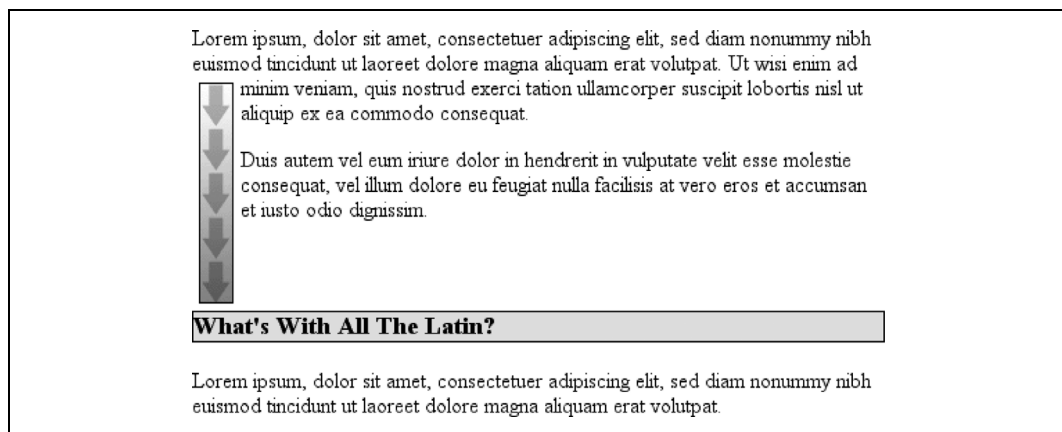 Lorem ipsum, dolor sit amet, consectetuer adipiscing elit, sed diam nonummy nibh
euismod tincidunt ut laoreet dolore magna aliquam erat volutpat. Ut wisi enim ad
minim veniam, quis nostrud exerci tation ullamcorper suscipit lobortis nisl ut
aliquip ex ea commodo consequat.
Duis autem vel eum iriure dolor in hendrerit in vulputate velit esse molestie
consequat, vel illum dolore eu feugiat nulla facilisis at vero eros et accumsan
et iusto odio dignissim.
What's With All The Latin?
Lorem ipsum, dolor sit amet, consectetuer adipiscing elit, sed diam nonummy nibh
euismod tincidunt ut laoreet dolore magna aliquam erat volutpat.